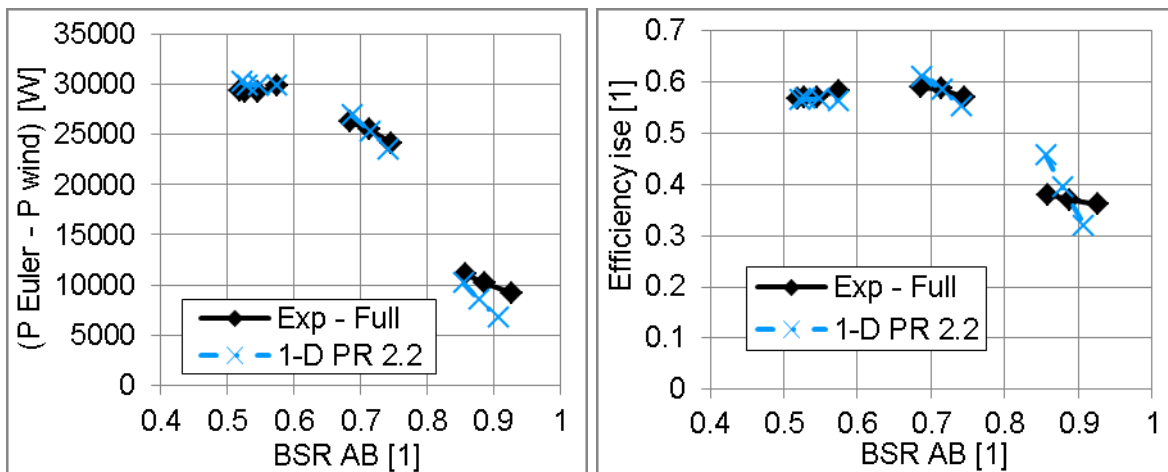 (P Euler - P wind) [W]
35000
30000
25000
20000
15000
10000
5000
0
0.4 0.5 0.6 0.7 0.8 0.9 1
BSR AB [1]
Exp - Full
1-D PR 2.2
Efficiency ise [1]
0.7
0.6
0.5
0.4
0.3
0.2
0.1
0
0.4 0.5 0.6 0.7 0.8 0.9 1
BSR AB [1]
Exp - Full
1-D PR 2.2